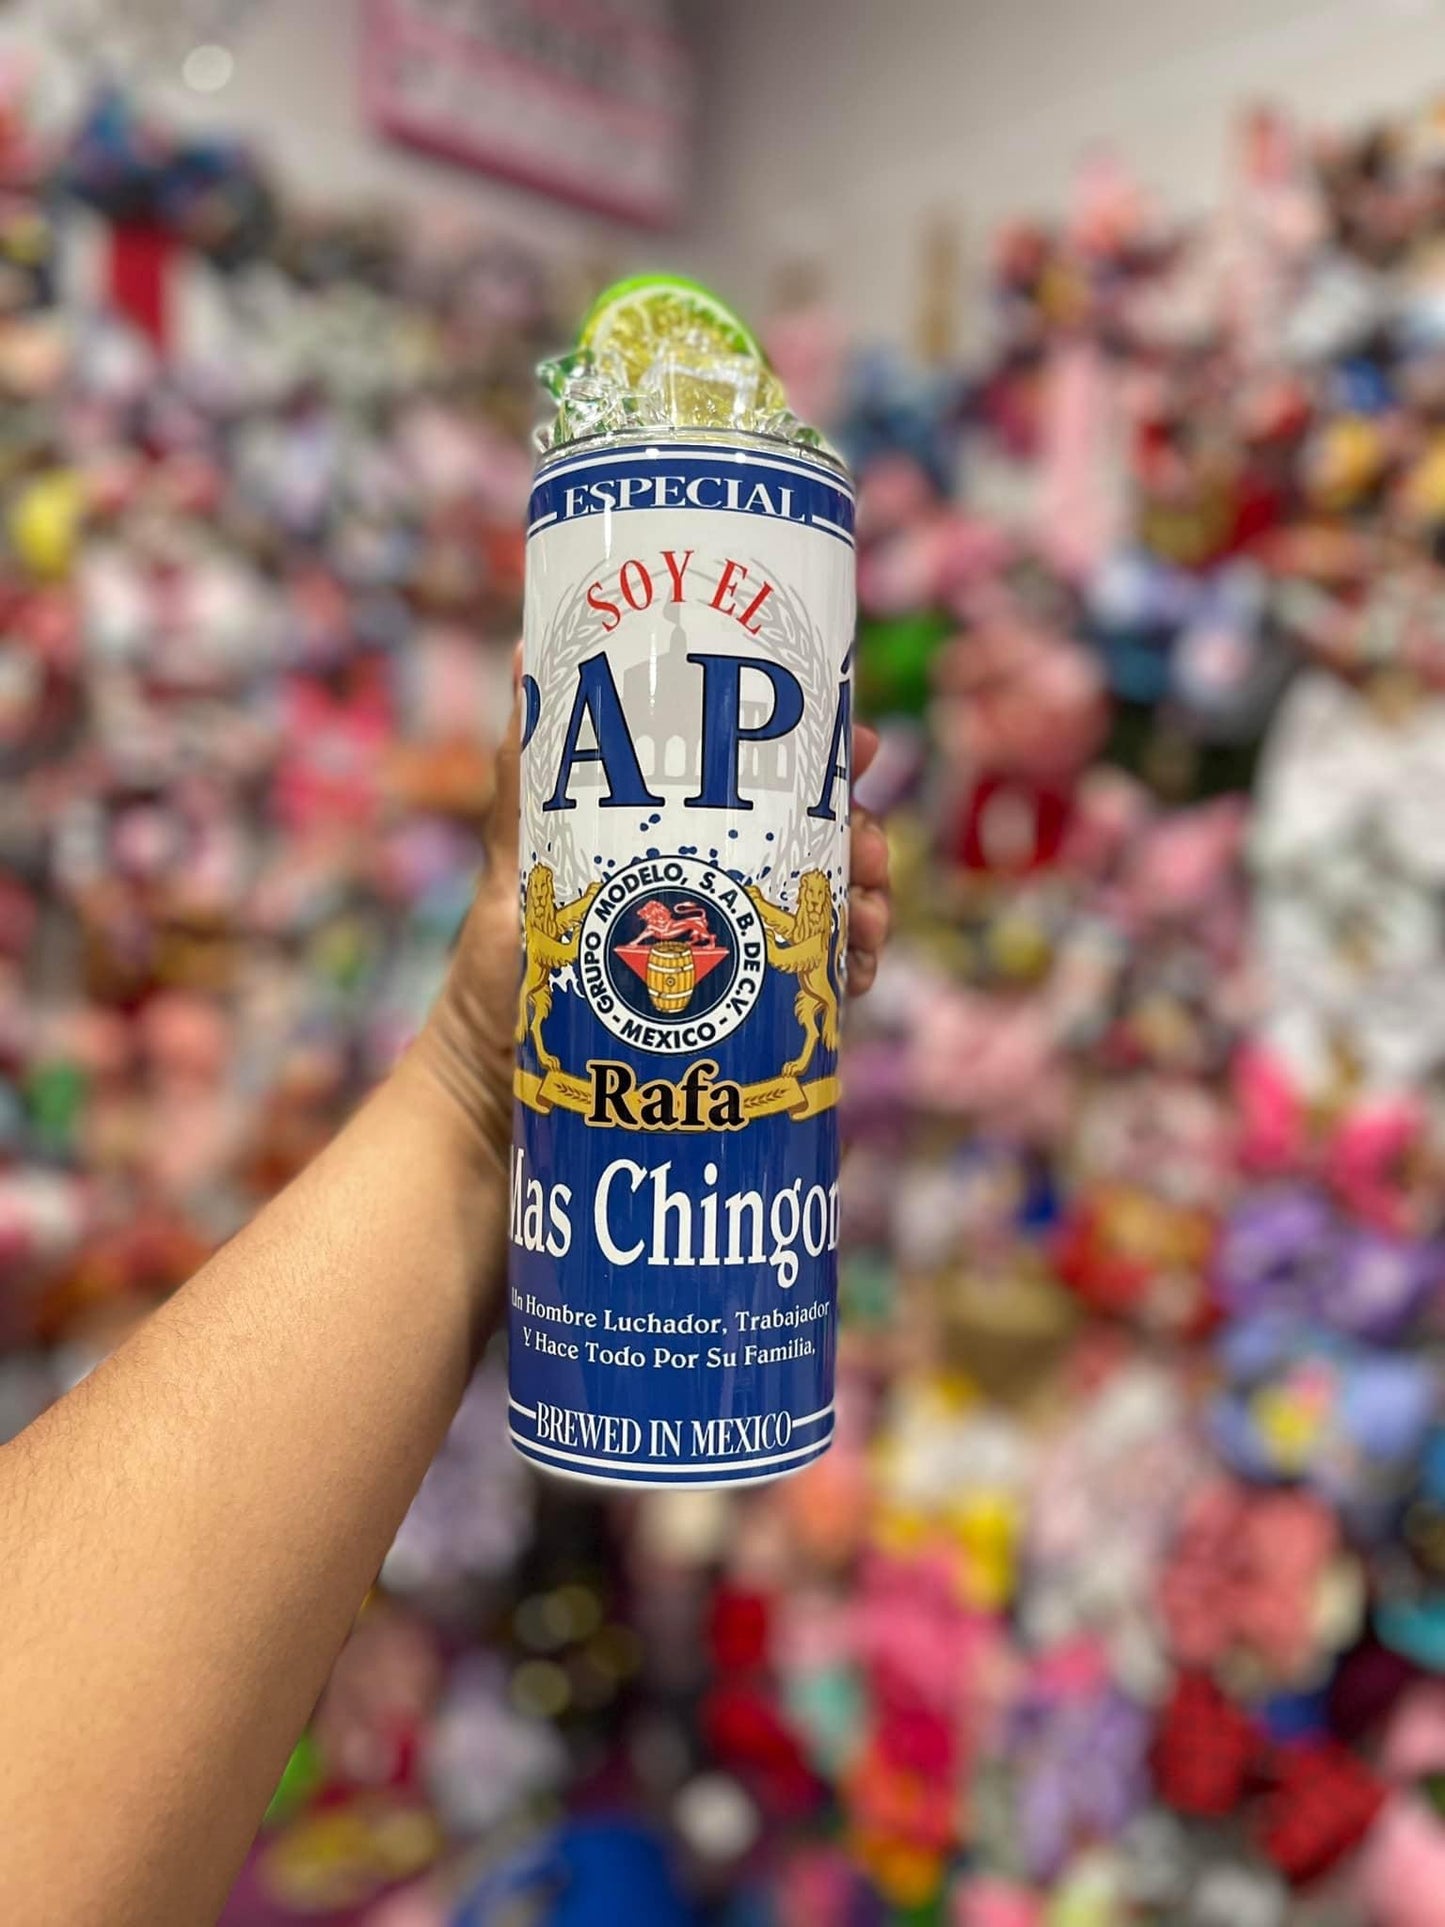 ESPECIAL
SOY EL
PAPÁ
GRUPO MODELO, S.A.B. DE C.V.
- MEXICO -
Rafa
Mas Chingon
Un Hombre Luchador, Trabajador
Y Hace Todo Por Su Familia,
BREWED IN MEXICO